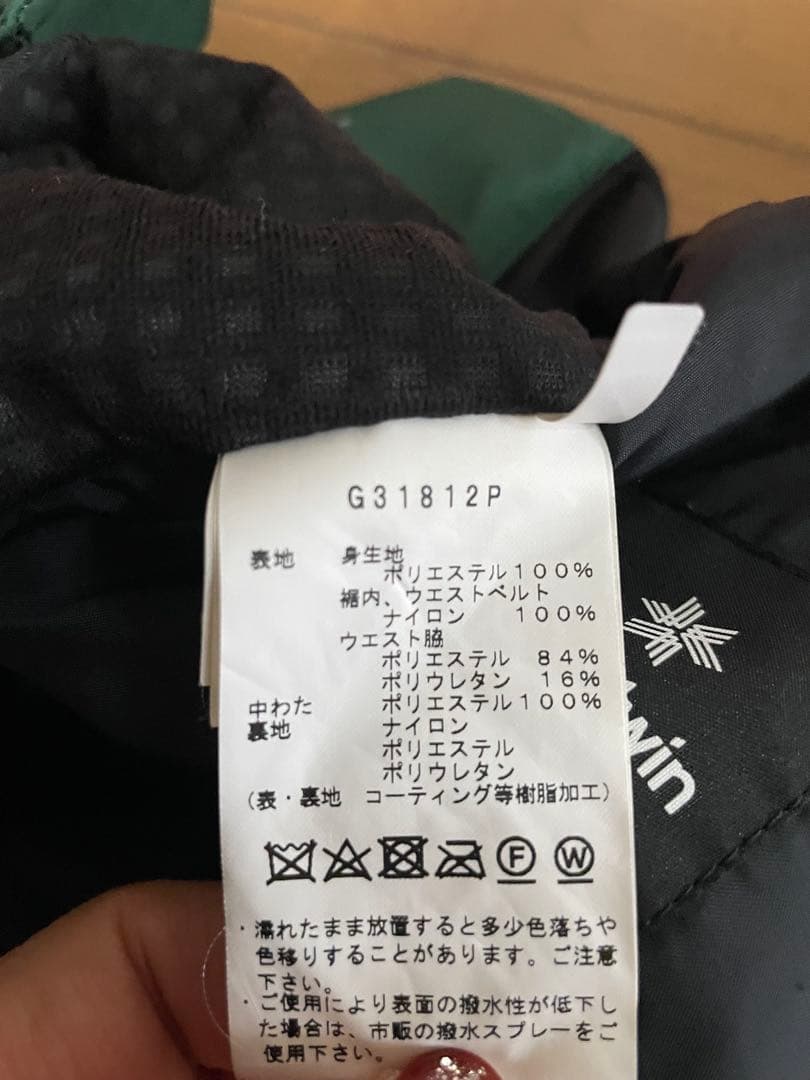 G31812P
表地 身生地
ポリエステル100%
裾内、ウエストベルト
ナイロン 100%
ウエスト脇
ポリエステル 84%
ポリウレタン 16%
中わた ポリエステル100%
裏地 ナイロン
ポリエステル
ポリウレタン
(表・裏地 コーティング等樹脂加工)
F W
・濡れたまま放置すると多少色落ちや
色移りすることがあります。ご注意
下さい。
・ご使用により表面の撥水性が低下し
た場合は、市販の撥水スプレーをご
使用下さい。
win